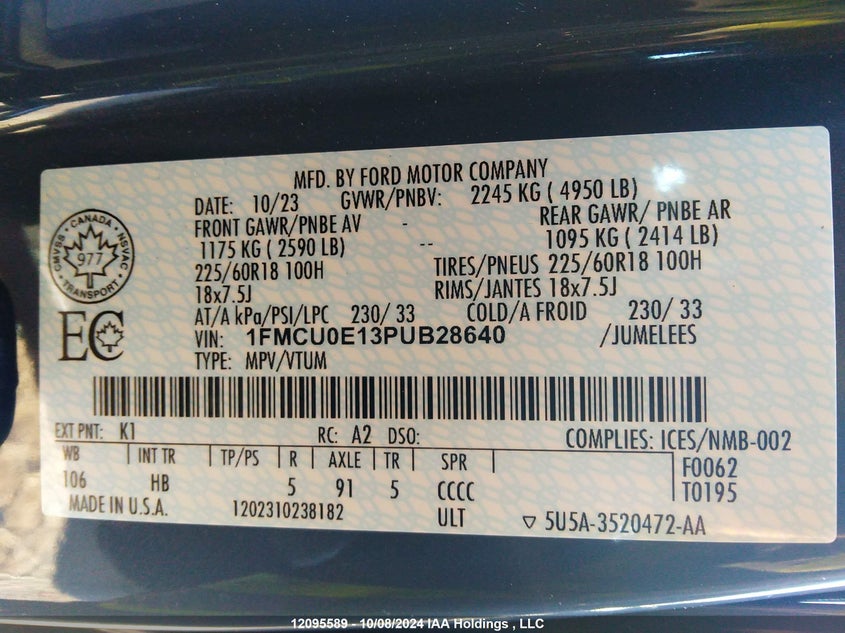 MFD. BY FORD MOTOR COMPANY
DATE: 10/23 GVWR/PNBV: 2245 KG ( 4950 LB)
FRONT GAWR/PNBE AV - REAR GAWR/ PNBE AR
1175 KG ( 2590 LB) -- 1095 KG ( 2414 LB)
225/60R18 100H TIRES/PNEUS 225/60R18 100H
18x7.5J RIMS/JANTES 18x7.5J
AT/A kPa/PSI/LPC 230/ 33 COLD/A FROID 230/ 33
VIN: 1FMCU0E13PUB28640 /JUMELEES
TYPE: MPV/VTUM
CANADA
CMVSS NSVAC
977
TRANSPORT
EC
EXT PNT: K1 RC: A2 DSO: COMPLIES: ICES/NMB-002
WB INT TR TP/PS R AXLE TR SPR F0062
106 HB 5 91 5 CCCC T0195
MADE IN U.S.A. 1202310238182 ULT ▽ 5U5A-3520472-AA
12095589 - 10/08/2024 IAA Holdings , LLC